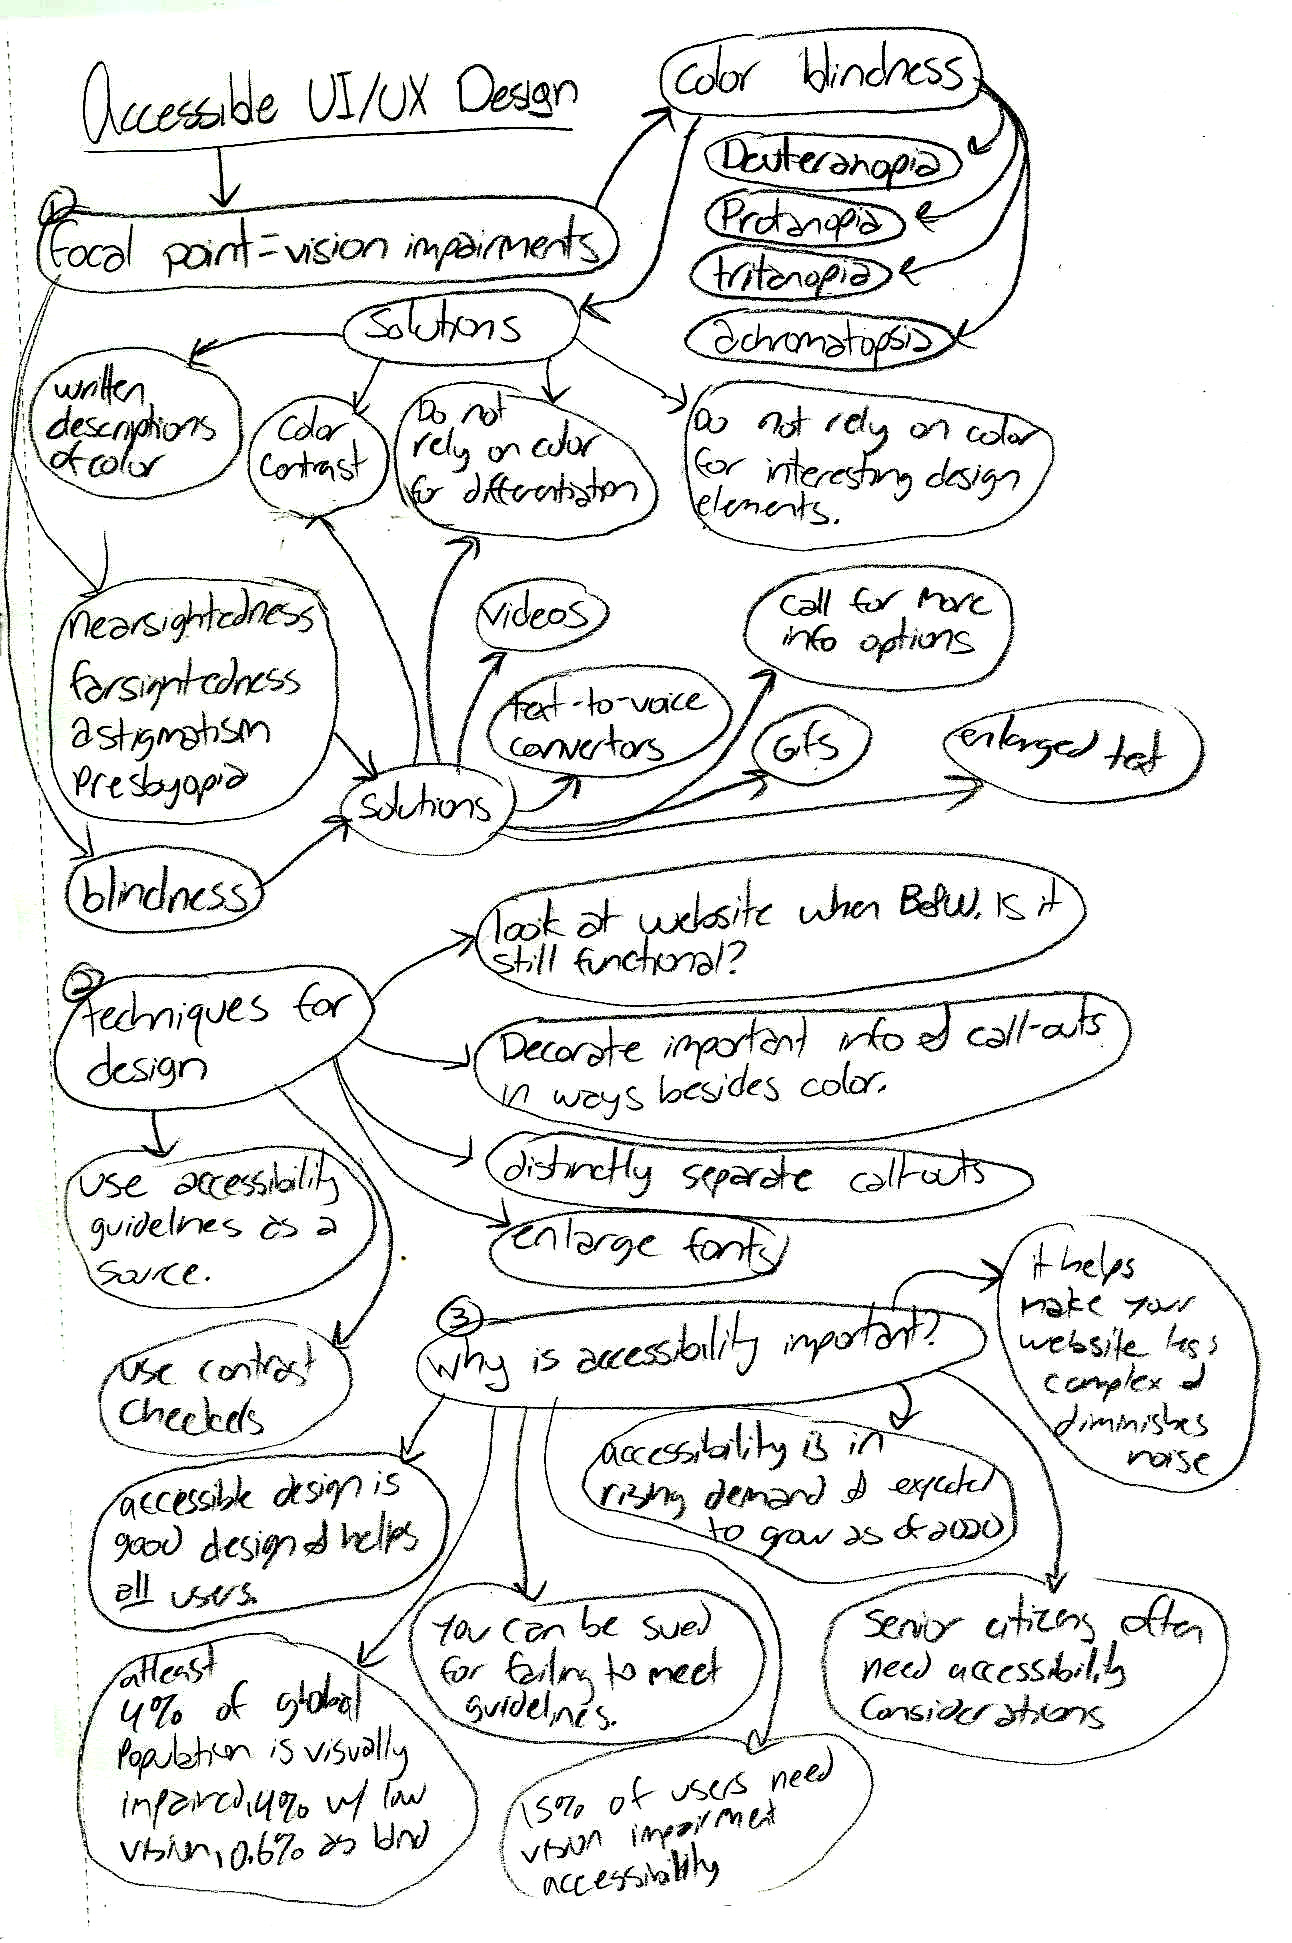 Accessible UI/UX Design
color blindness
Deuteranopia
Protanopia
tritanopia
achromatopsia
1
focal point = vision impairments
Solutions
written
descriptions
of color
color
contrast
Do not
rely on color
for differentiation
Do not rely on color
for interesting design
elements.
nearsightedness
farsightedness
astigmatism
presbyopia
blindness
solutions
videos
text-to-voice
convertors
call for more
info options
GIFS
enlarged text
2
techniques for
design
look at website when B&W. Is it
still functional?
Decorate important info & call-outs
in ways besides color.
distinctly separate call-outs
enlarge fonts
use accessibility
guidelines as a
source.
use contrast
checkers
3
why is accessibility important?
it helps
make your
website less
complex &
diminishes
noise
accessibility is in
rising demand & expected
to grow as of 2020
accessible design is
good design & helps
all users.
you can be sued
for failing to meet
guidelines.
senior citizens often
need accessibility
considerations
atleast
4% of global
population is visually
impaired, 4% w/ low
vision, 0.6% as blind
15% of users need
vision impairment
accessibility